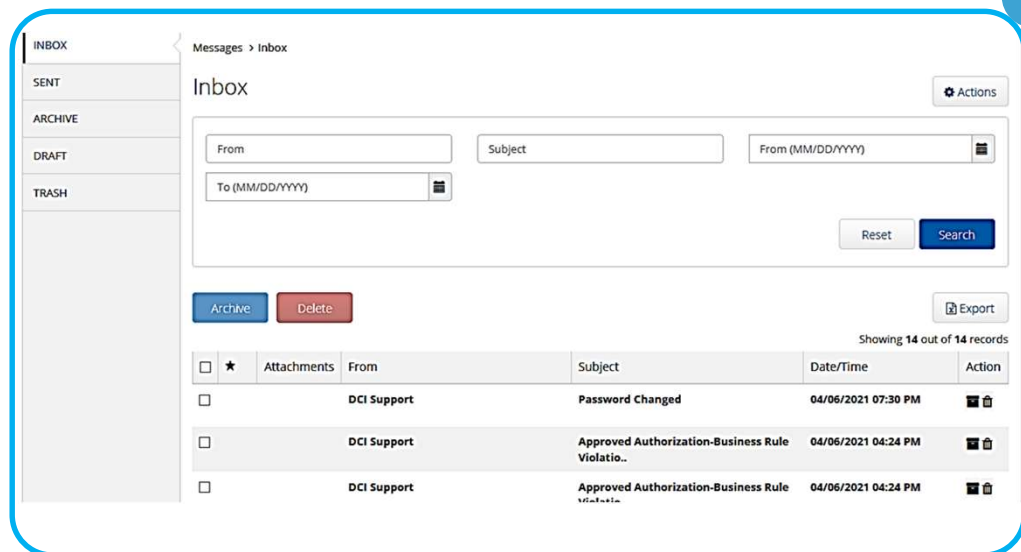 INBOX
SENT
ARCHIVE
DRAFT
TRASH
Messages > Inbox
Inbox
Actions
From
Subject
From (MM/DD/YYYY)
To (MM/DD/YYYY)
Reset
Search
Archive
Delete
Export
Showing 14 out of 14 records
Attachments From Subject Date/Time Action
DCI Support Password Changed 04/06/2021 07:30 PM
DCI Support Approved Authorization-Business Rule 04/06/2021 04:24 PM
Violatio..
DCI Support Approved Authorization-Business Rule 04/06/2021 04:24 PM